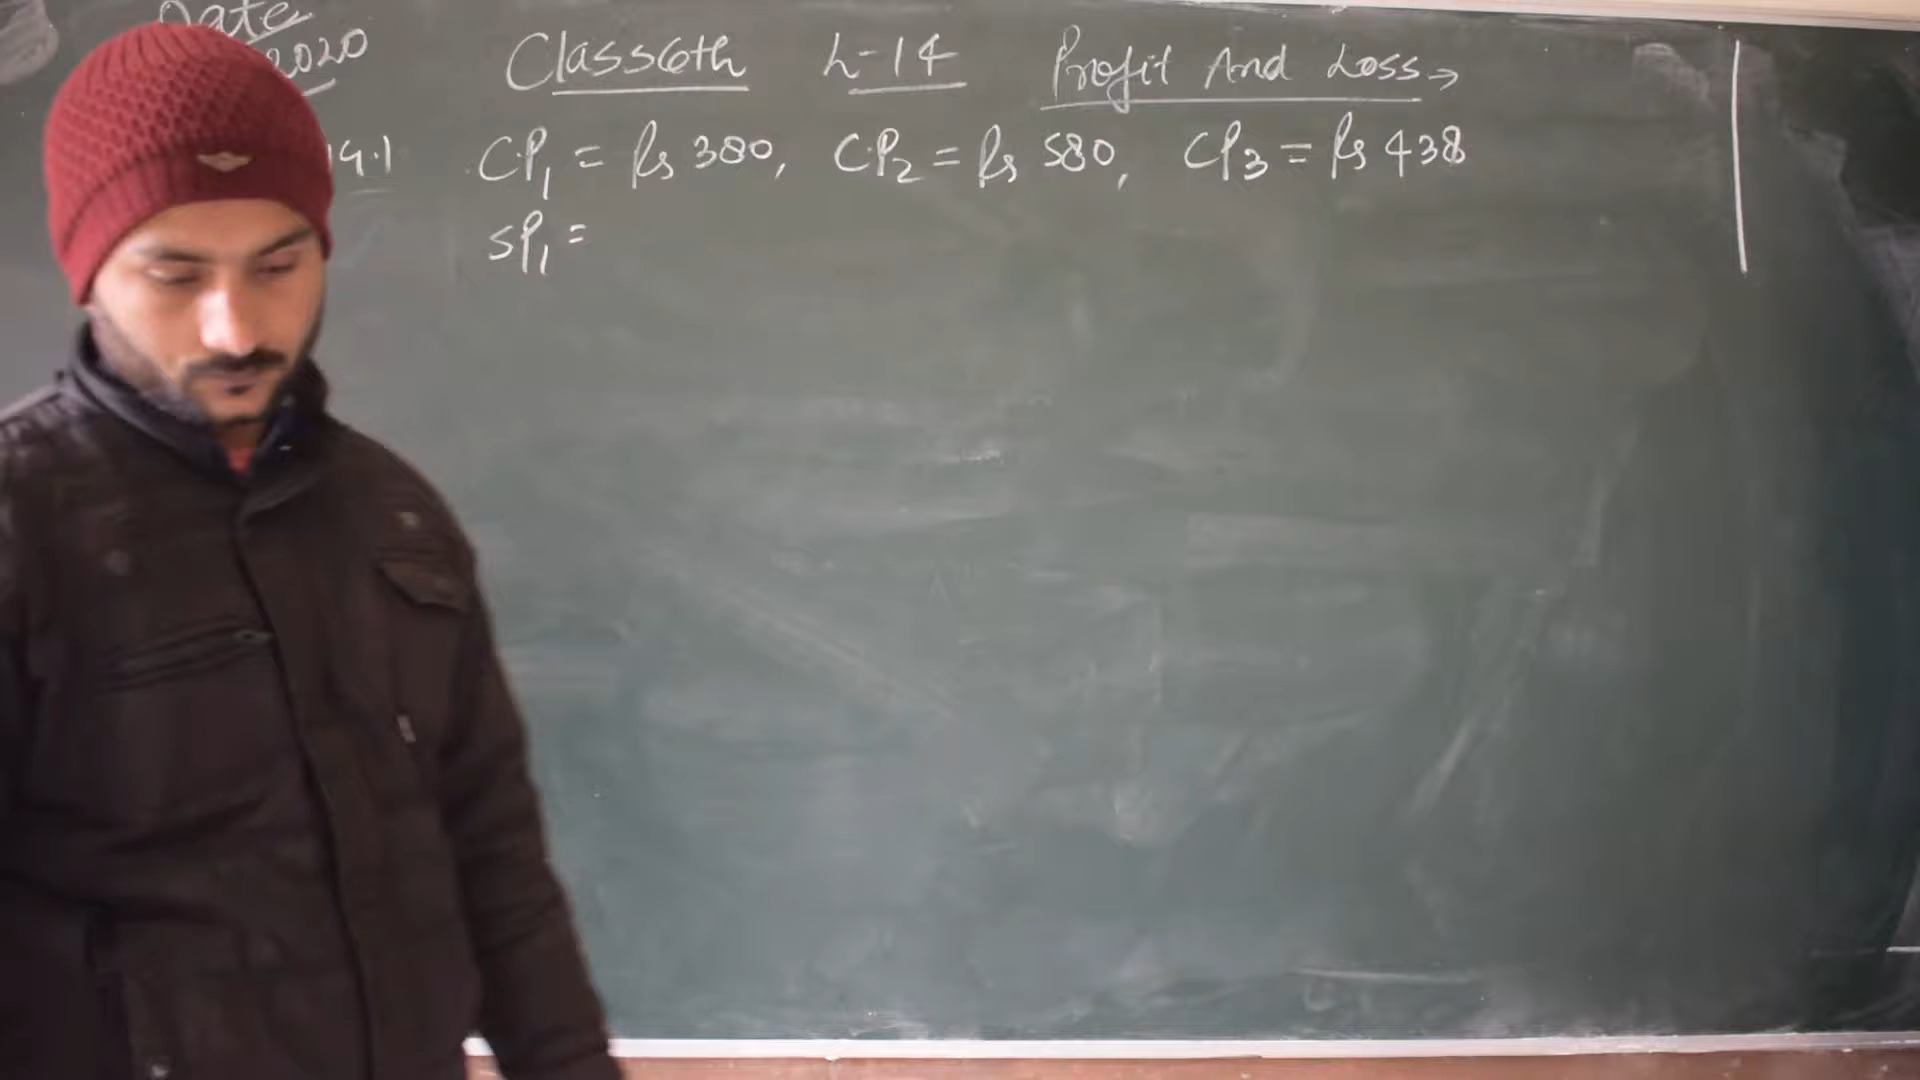 Date
2020
Class 6th L-14 Profit And Loss →
14.1 CP₁ = Rs 380, CP₂ = Rs 580, CP₃ = Rs 438
SP₁ =